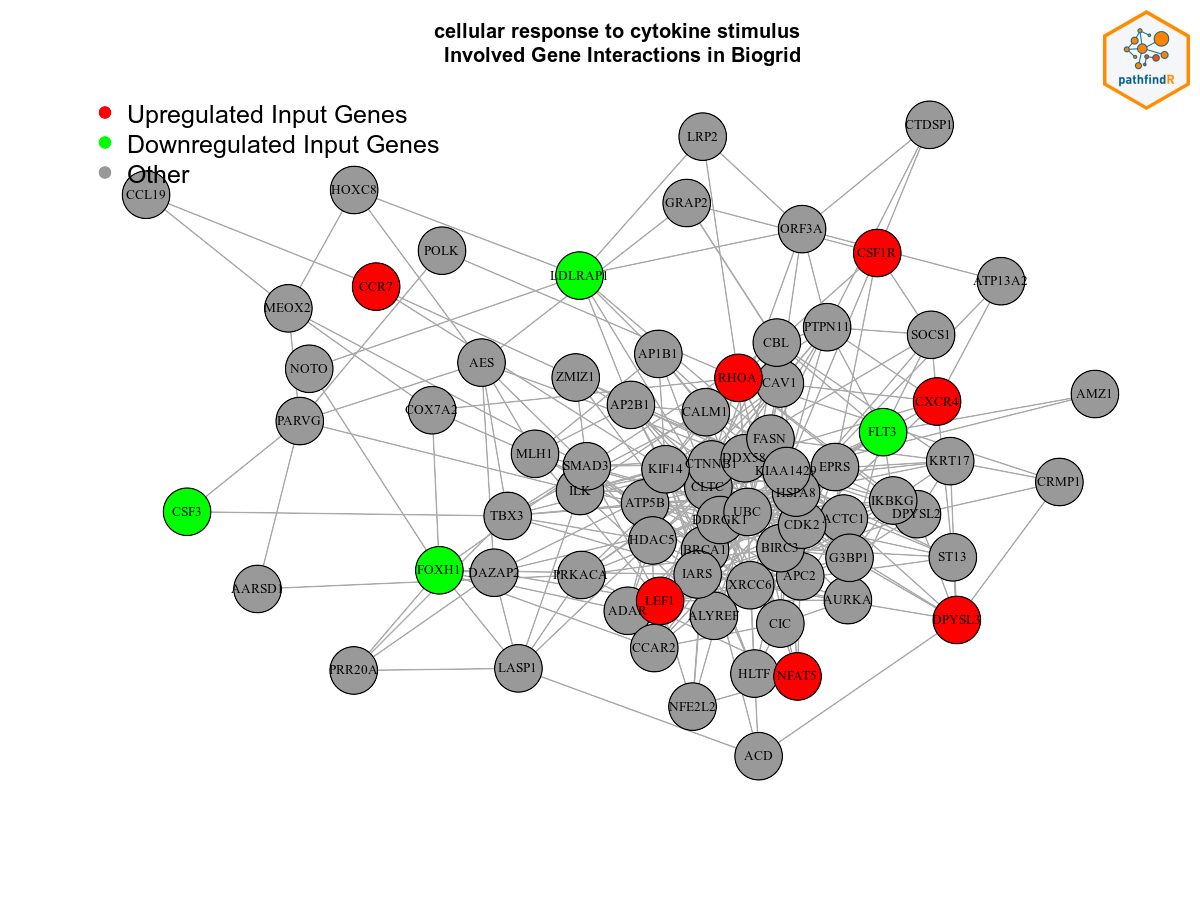 cellular response to cytokine stimulus
Involved Gene Interactions in Biogrid
pathfindR
Upregulated Input Genes
Downregulated Input Genes
Other
CTDSP1
LRP2
CCL19
HOXC8
GRAP2
ORF3A
POLK
CSF1R
LDLRAP1
ATP13A2
CCR7
MEOX2
PTPN11
SOCS1
CBL
AP1B1
NOTO
AES
ZMIZ1
RHOA
CAV1
AMZ1
CXCR4
AP2B1
COX7A2
CALM1
PARVG
FLT3
FASN
MLH1
DDX58
CTNNB1
SMAD3
KIF14
KIAA1429
EPRS
KRT17
CRMP1
CLTC
ILK
HSPA8
ATP5B
IKBKG
CSF3
UBC
DPYSL2
TBX3
DDRGK1
ACTC1
CDK2
HDAC5
BIRC3
BRCA1
G3BP1
ST13
FOXH1
DAZAP2
PRKACA
IARS
APC2
XRCC6
AARSD1
LEF1
AURKA
ADAR
ALYREF
DPYSL3
CIC
CCAR2
PRR20A
LASP1
HLTF
NFAT5
NFE2L2
ACD